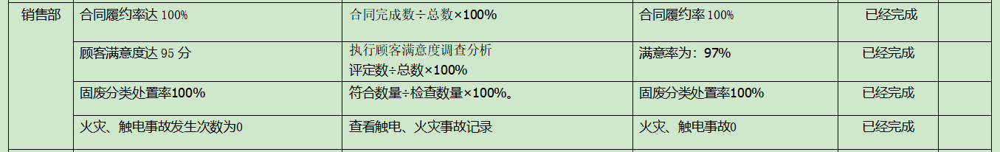 销售部
合同履约率达 100%
合同完成数÷总数×100%
合同履约率 100%
已经完成
顾客满意度达 95 分
执行顾客满意度调查分析
评定数÷总数×100%
满意率为：97%
已经完成
固废分类处置率100%
符合数量÷检查数量×100%。
固废分类处置率100%
已经完成
火灾、触电事故发生次数为0
查看触电、火灾事故记录
火灾、触电事故0
已经完成